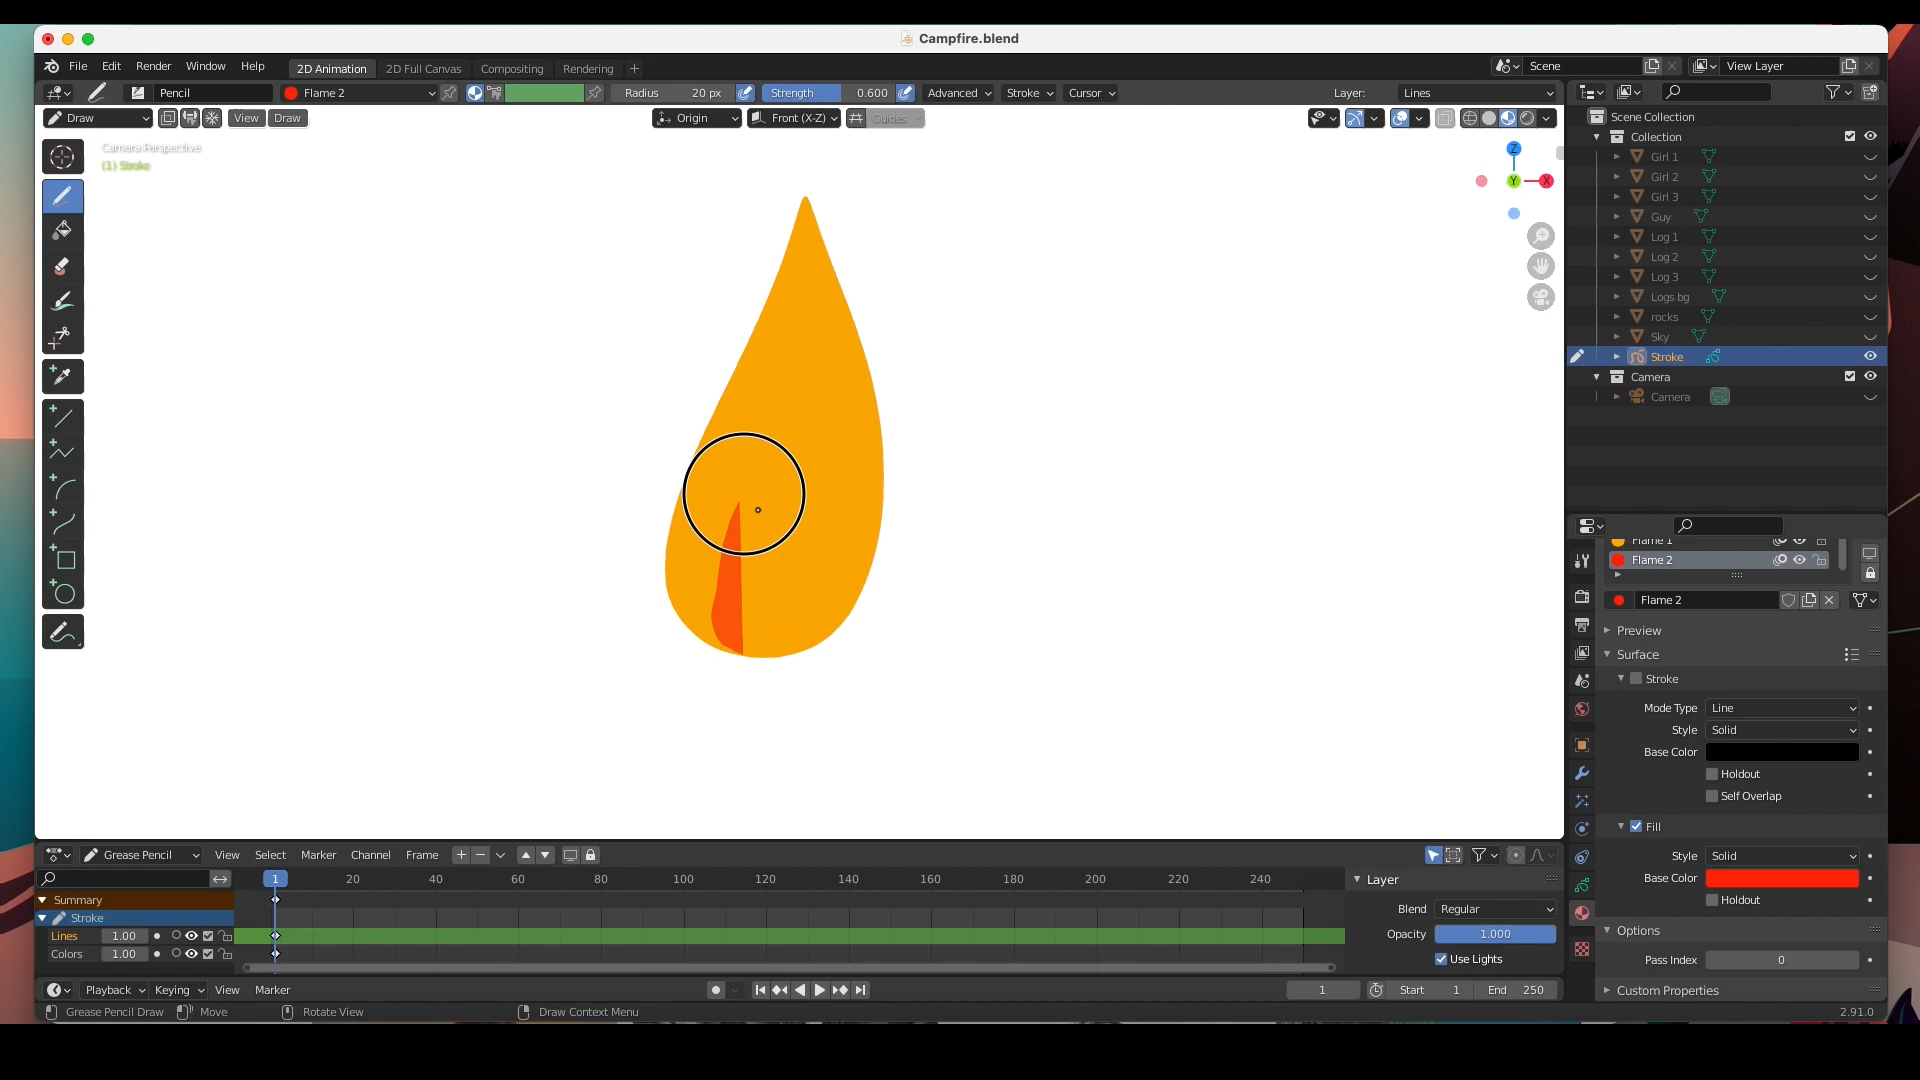 Campfire.blend
File Edit Render Window Help 2D Animation 2D Full Canvas Compositing Rendering + Scene View Layer
Pencil Flame 2 Radius 20 px Strength 0.600 Advanced Stroke Cursor Layer: Lines
Draw View Draw Origin Front (X-Z) Guides
Camera Perspective
(1) Stroke
Z
Y
X
Scene Collection
Collection
Girl 1
Girl 2
Girl 3
Guy
Log 1
Log 2
Log 3
Logs bg
rocks
Sky
Stroke
Camera
Camera
Flame 1
Flame 2
Flame 2
Preview
Surface
Stroke
Mode Type Line
Style Solid
Base Color
Holdout
Self Overlap
Fill
Style Solid
Base Color
Holdout
Options
Pass Index 0
Custom Properties
Grease Pencil View Select Marker Channel Frame
1 20 40 60 80 100 120 140 160 180 200 220 240
Summary
Stroke
Lines 1.00
Colors 1.00
Layer
Blend Regular
Opacity 1.000
Use Lights
Playback Keying View Marker 1 Start 1 End 250
Grease Pencil Draw Move Rotate View Draw Context Menu 2.91.0